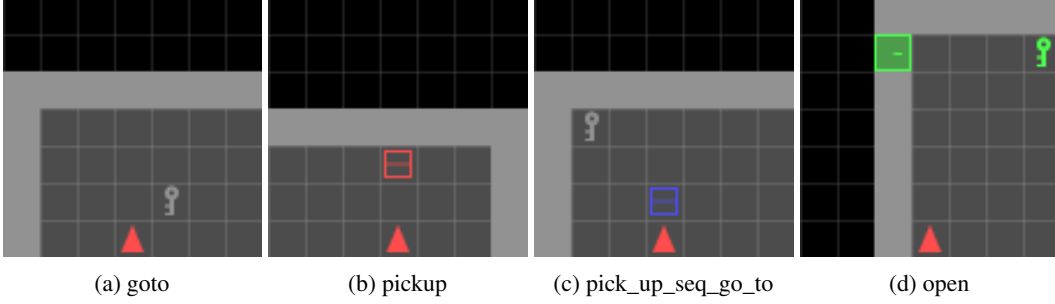 (a) goto
(b) pickup
(c) pick_up_seq_go_to
(d) open